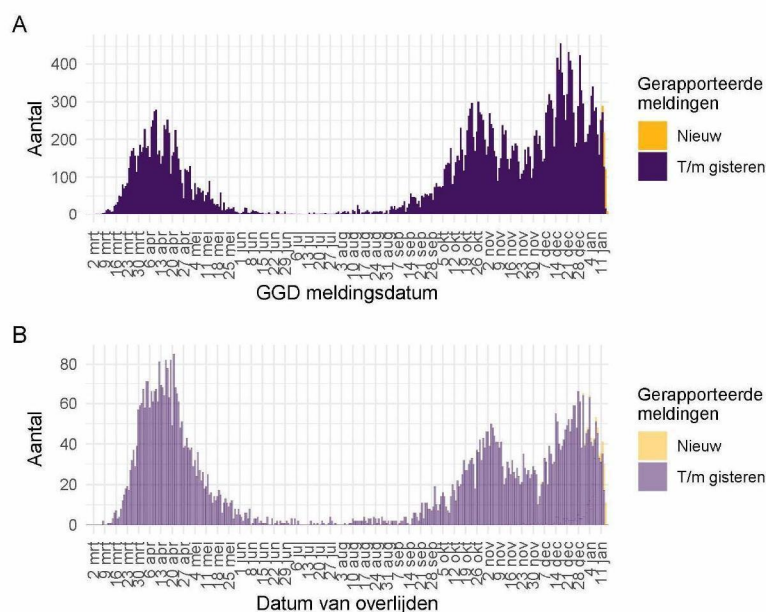 A
Aantal
400
300
200
100
0
2 mrt
9 mrt
16 mrt
23 mrt
30 mrt
6 apr
13 apr
20 apr
27 apr
4 mei
11 mei
18 mei
25 mei
1 jun
8 jun
15 jun
22 jun
29 jun
6 jul
13 jul
20 jul
27 jul
3 aug
10 aug
17 aug
24 aug
31 aug
7 sep
14 sep
21 sep
28 sep
5 okt
12 okt
19 okt
26 okt
2 nov
9 nov
16 nov
23 nov
30 nov
7 dec
14 dec
21 dec
28 dec
4 jan
11 jan
GGD meldingsdatum
Gerapporteerde
meldingen
Nieuw
T/m gisteren
B
Aantal
80
60
40
20
0
2 mrt
9 mrt
16 mrt
23 mrt
30 mrt
6 apr
13 apr
20 apr
27 apr
4 mei
11 mei
18 mei
25 mei
1 jun
8 jun
15 jun
22 jun
29 jun
6 jul
13 jul
20 jul
27 jul
3 aug
10 aug
17 aug
24 aug
31 aug
7 sep
14 sep
21 sep
28 sep
5 okt
12 okt
19 okt
26 okt
2 nov
9 nov
16 nov
23 nov
30 nov
7 dec
14 dec
21 dec
28 dec
4 jan
11 jan
Datum van overlijden
Gerapporteerde
meldingen
Nieuw
T/m gisteren